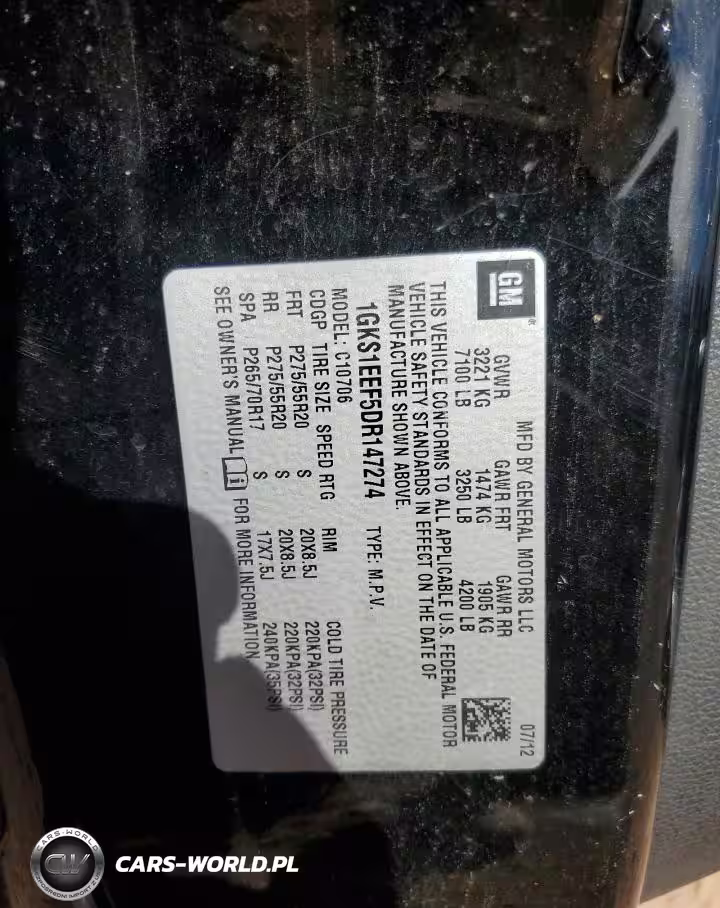 GM®
MFD BY GENERAL MOTORS LLC 07/12
GVWR GAWR FRT GAWR RR
3221 KG 1474 KG 1905 KG
7100 LB 3250 LB 4200 LB
THIS VEHICLE CONFORMS TO ALL APPLICABLE U.S. FEDERAL MOTOR
VEHICLE SAFETY STANDARDS IN EFFECT ON THE DATE OF
MANUFACTURE SHOWN ABOVE.
1GKS1EEF5DR147274 TYPE: M.P.V.
MODEL: C10706
CDGP TIRE SIZE SPEED RTG RIM COLD TIRE PRESSURE
FRT P275/55R20 S 20X8.5J 220KPA(32PSI)
RR P275/55R20 S 20X8.5J 220KPA(32PSI)
SPA P265/70R17 S 17X7.5J 240KPA(35PSI)
SEE OWNER'S MANUAL i FOR MORE INFORMATION
CARS-WORLD
CW
CARS-WORLD.PL